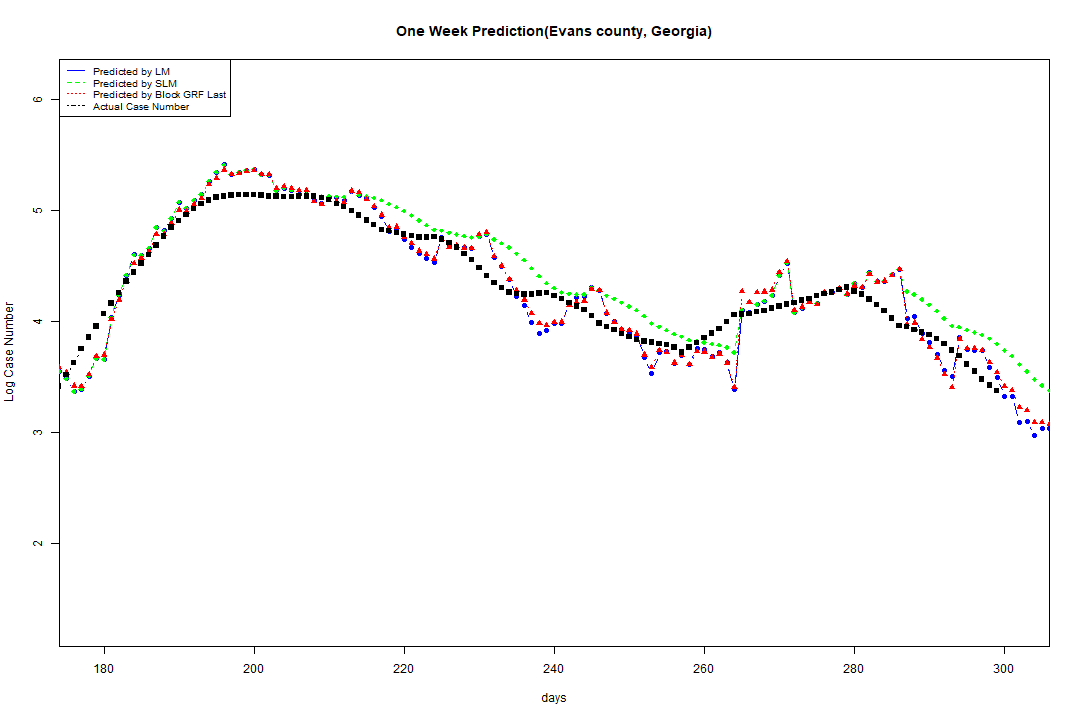 One Week Prediction(Evans county, Georgia)
Predicted by LM
Predicted by SLM
Predicted by Block GRF Last
Actual Case Number
6
5
4
3
2
Log Case Number
180 200 220 240 260 280 300
days